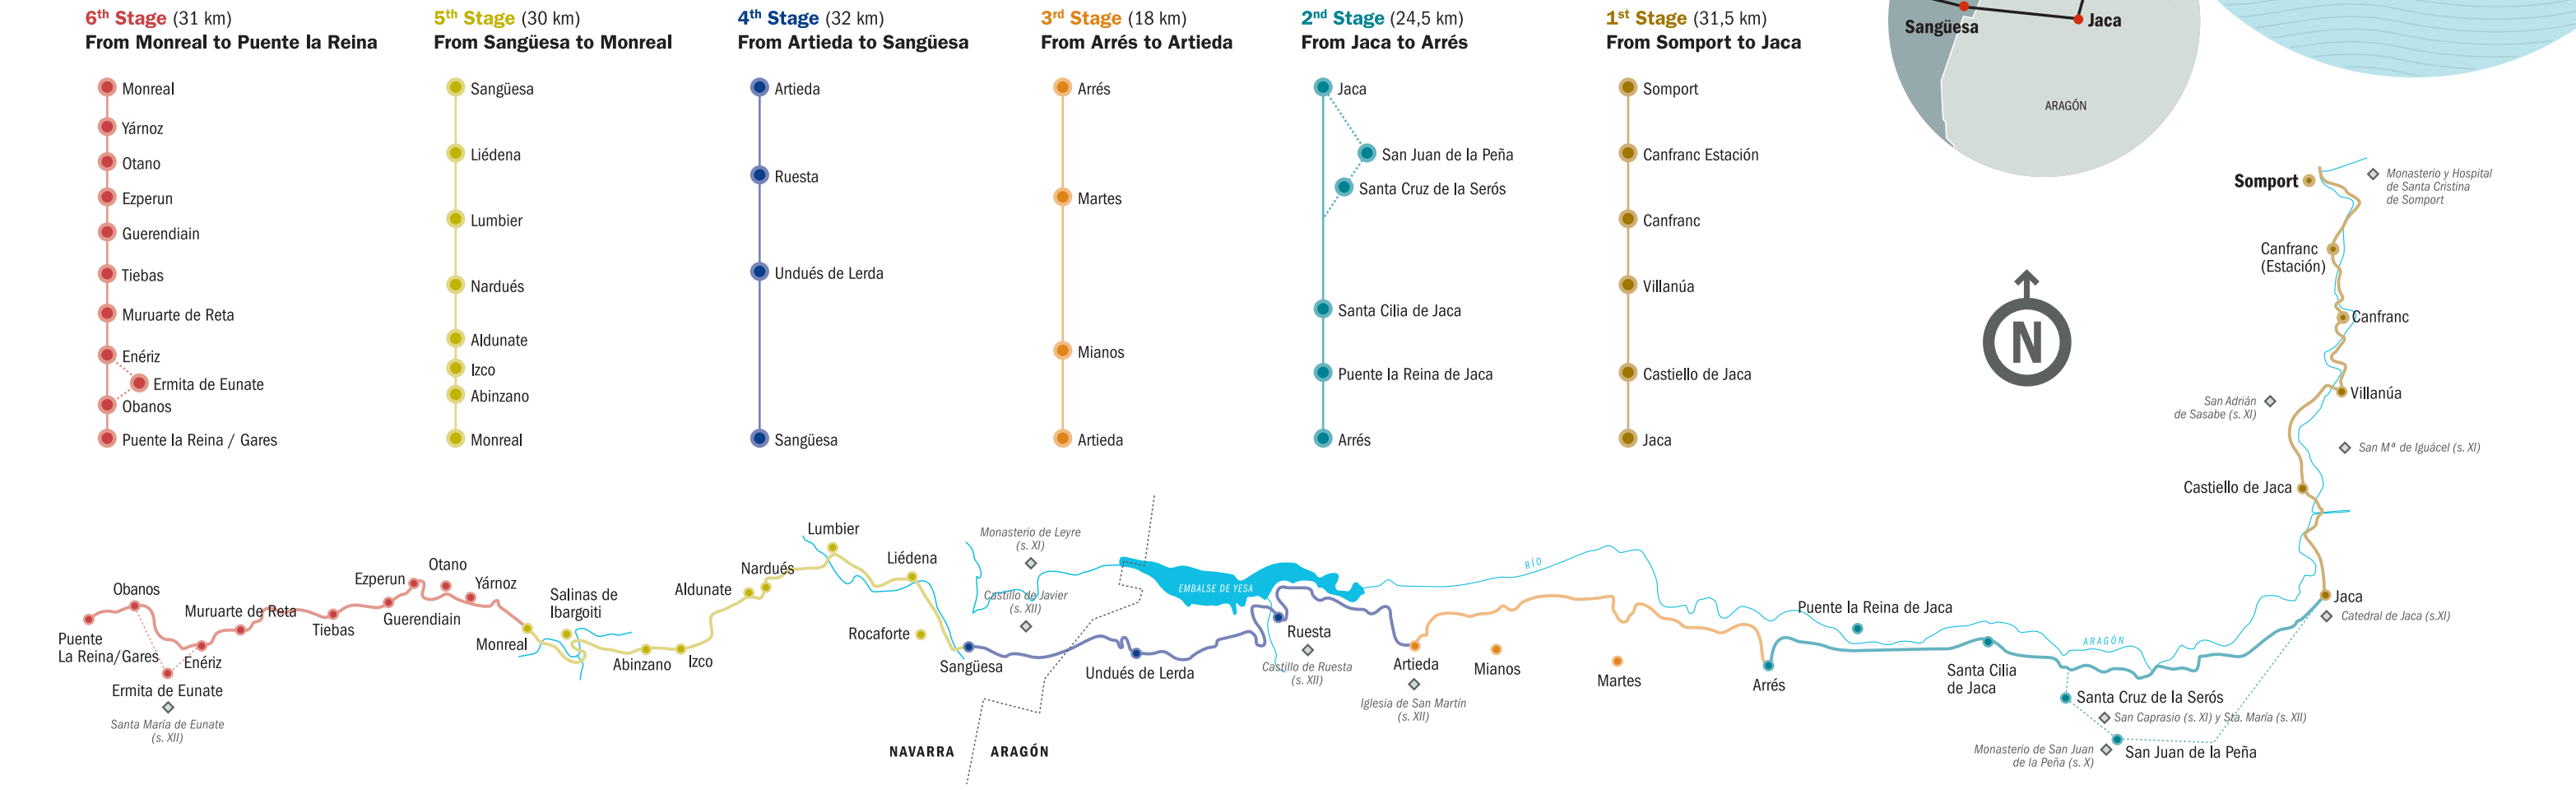 6th Stage (31 km)
From Monreal to Puente la Reina
Monreal
Yárnoz
Otano
Ezperun
Guerendiain
Tiebas
Muruarte de Reta
Enériz
Ermita de Eunate
Obanos
Puente la Reina / Gares
5th Stage (30 km)
From Sangüesa to Monreal
Sangüesa
Liédena
Lumbier
Nardués
Aldunate
Izco
Abinzano
Monreal
4th Stage (32 km)
From Artieda to Sangüesa
Artieda
Ruesta
Undués de Lerda
Sangüesa
3rd Stage (18 km)
From Arrés to Artieda
Arrés
Martes
Mianos
Artieda
2nd Stage (24,5 km)
From Jaca to Arrés
Jaca
San Juan de la Peña
Santa Cruz de la Serós
Santa Cilia de Jaca
Puente la Reina de Jaca
Arrés
1st Stage (31,5 km)
From Somport to Jaca
Somport
Canfranc Estación
Canfranc
Villanúa
Castiello de Jaca
Jaca
Sangüesa
Jaca
ARAGÓN
N
Somport
Monasterio y Hospital
de Santa Cristina
de Somport
Canfranc
(Estación)
Canfranc
Villanúa
San Adrián
de Sasabe (s. XI)
San Mª de Iguácel (s. XI)
Castiello de Jaca
Jaca
Catedral de Jaca (s.XI)
Puente
La Reina/Gares
Obanos
Ermita de Eunate
Santa María de Eunate
(s. XII)
Enériz
Muruarte de Reta
Tiebas
Ezperun
Guerendiain
Otano
Yárnoz
Monreal
Salinas de
Ibargoiti
Abinzano
Izco
Aldunate
Nardués
Lumbier
Liédena
Rocaforte
Sangüesa
Monasterio de Leyre
(s. XI)
Castillo de Javier
(s. XII)
NAVARRA
ARAGÓN
Undués de Lerda
EMBALSE DE YESA
Ruesta
Castillo de Ruesta
(s. XII)
Artieda
Iglesia de San Martín
(s. XII)
Mianos
RÍO
Martes
Arrés
Puente la Reina de Jaca
Santa Cilia
de Jaca
ARAGÓN
Santa Cruz de la Serós
San Caprasio (s. XI) y Sta. María (s. XII)
Monasterio de San Juan
de la Peña (s. X)
San Juan de la Peña